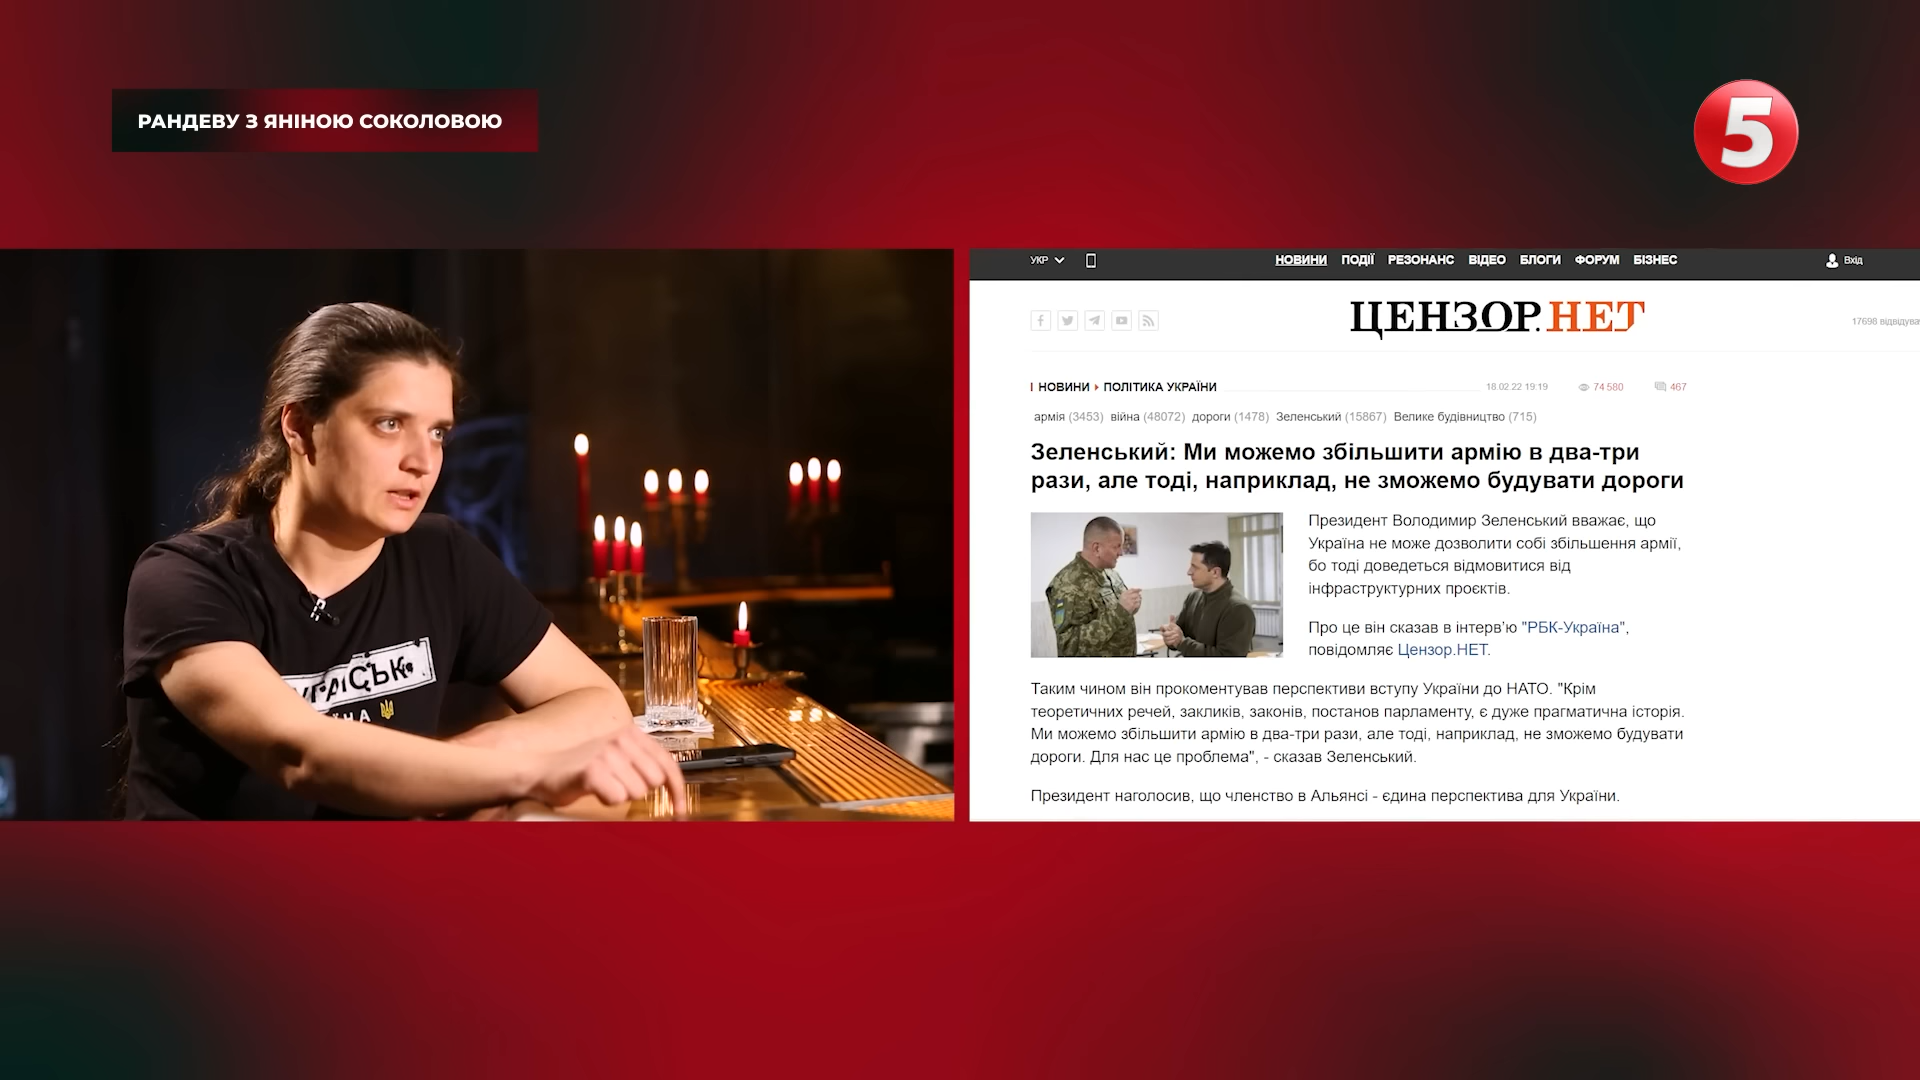 РАНДЕВУ З ЯНІНОЮ СОКОЛОВОЮ
5
УКР
НОВИНИ ПОДІЇ РЕЗОНАНС ВІДЕО БЛОГИ ФОРУМ БІЗНЕС
Вхід
ЦЕНЗОР.НЕТ
17698
НОВИНИ ПОЛІТИКА УКРАЇНИ
18.02.22 19:19 74 580 467
армія (3453) війна (48072) дороги (1478) Зеленський (15867) Велике будівництво (715)
Зеленський: Ми можемо збільшити армію в два-три
рази, але тоді, наприклад, не зможемо будувати дороги
Президент Володимир Зеленський вважає, що
Україна не може дозволити собі збільшення армії,
бо тоді доведеться відмовитися від
інфраструктурних проєктів.
Про це він сказав в інтерв'ю "РБК-Україна",
повідомляє Цензор.НЕТ.
Таким чином він прокоментував перспективи вступу України до НАТО. "Крім
теоретичних речей, закликів, законів, постанов парламенту, є дуже прагматична історія.
Ми можемо збільшити армію в два-три рази, але тоді, наприклад, не зможемо будувати
дороги. Для нас це проблема", - сказав Зеленський.
Президент наголосив, що членство в Альянсі - єдина перспектива для України.